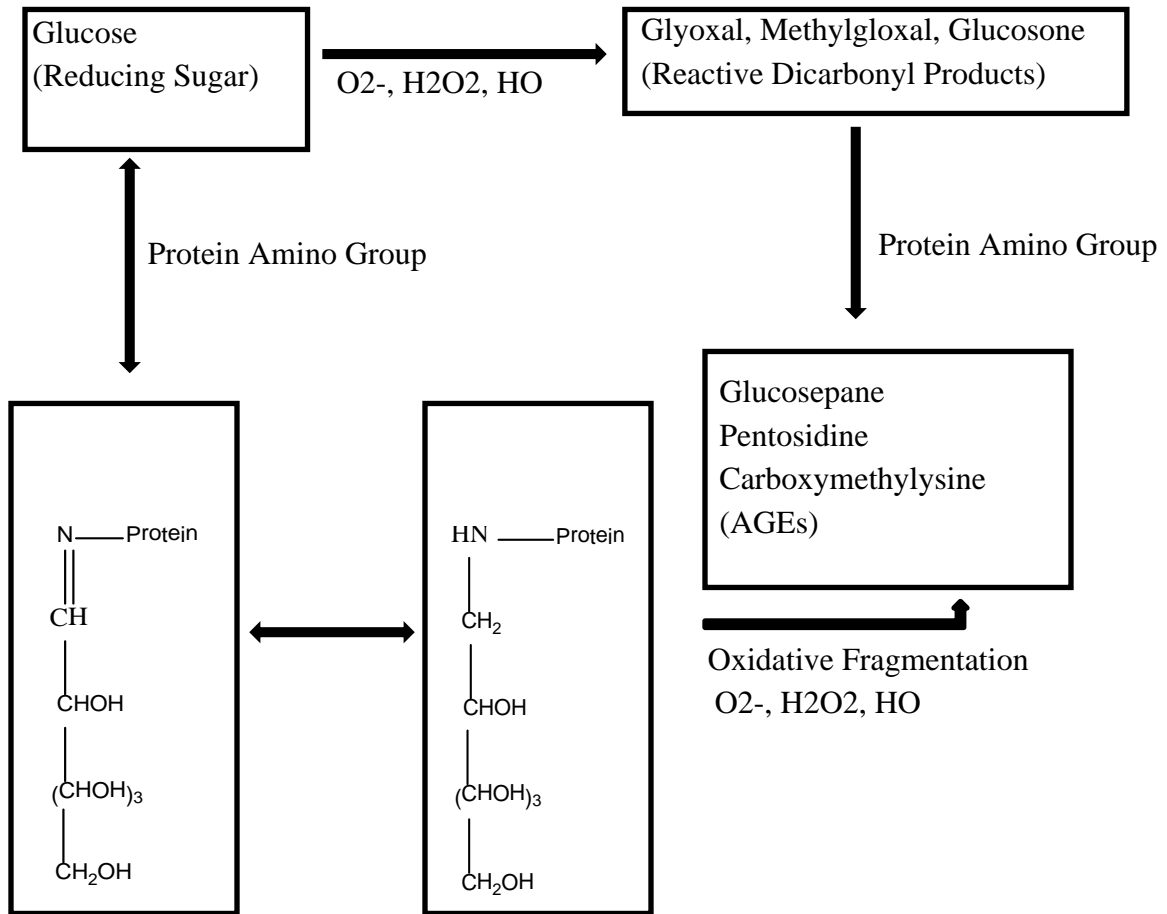 Glucose
(Reducing Sugar)
O2-, H2O2, HO
Glyoxal, Methylgloxal, Glucosone
(Reactive Dicarbonyl Products)
Protein Amino Group
Protein Amino Group
Glucosepane
Pentosidine
Carboxymethylysine
(AGEs)
N Protein
CH
CHOH
(CHOH)3
CH2OH
HN Protein
CH2
CHOH
(CHOH)3
CH2OH
Oxidative Fragmentation
O2-, H2O2, HO